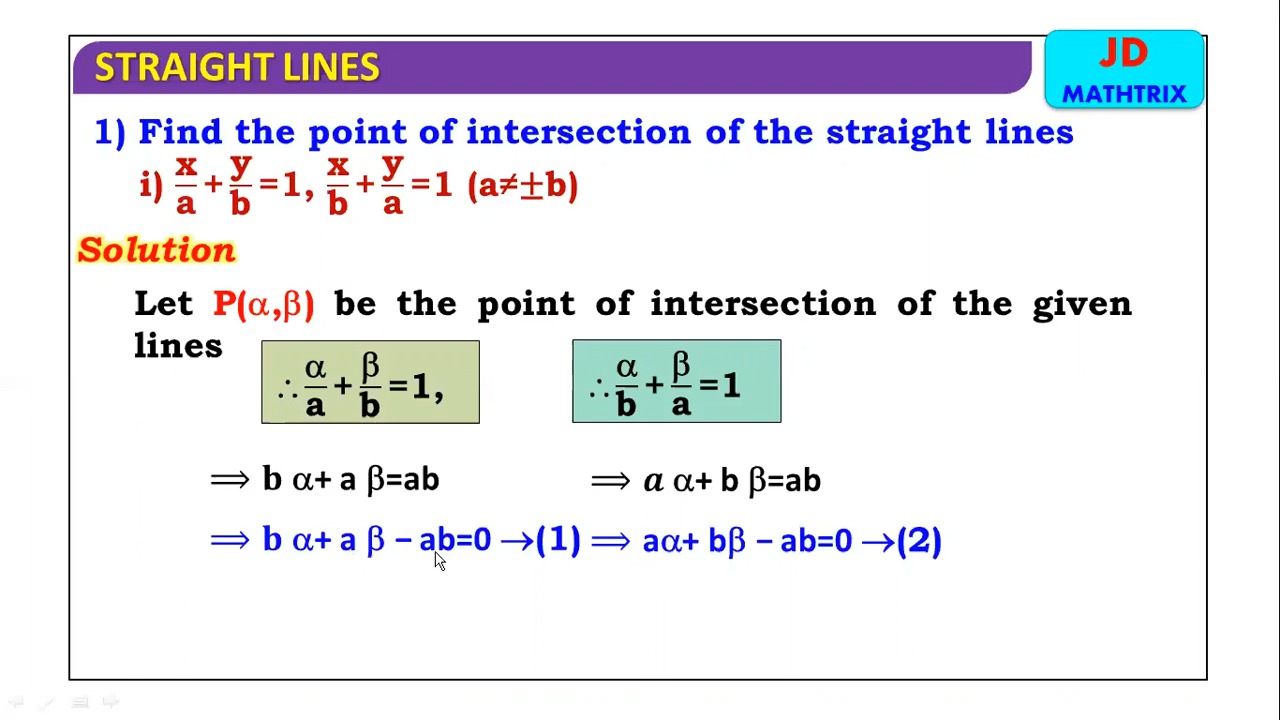 STRAIGHT LINES
JD
MATHTRIX
1) Find the point of intersection of the straight lines
i) x/a + y/b = 1, x/b + y/a = 1 (a≠±b)
Solution
Let P(α,β) be the point of intersection of the given
lines
∴ α/a + β/b = 1,
∴ α/b + β/a = 1
⟹ b α+ a β=ab
⟹ a α+ b β=ab
⟹ b α+ a β − ab=0 →(1)
⟹ aα+ bβ − ab=0 →(2)